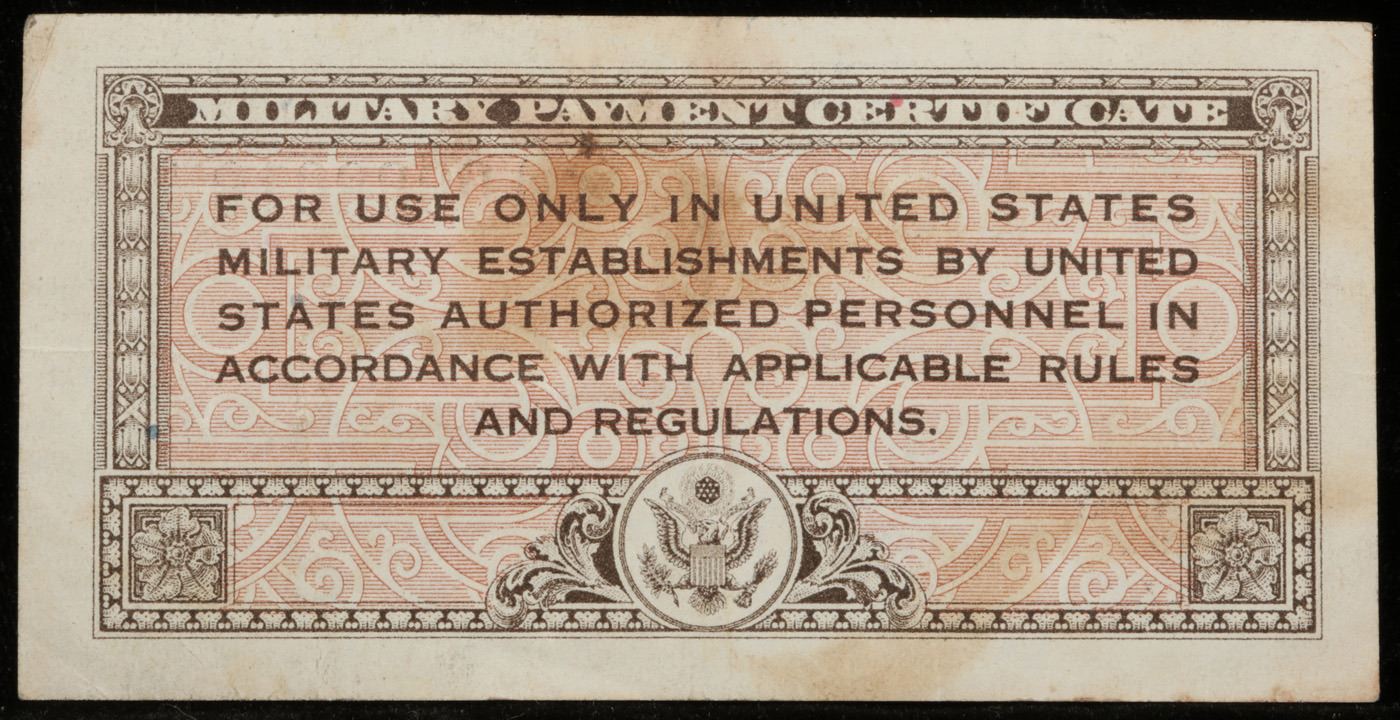 MILITARY PAYMENT CERTIFICATE
FOR USE ONLY IN UNITED STATES
MILITARY ESTABLISHMENTS BY UNITED
STATES AUTHORIZED PERSONNEL IN
ACCORDANCE WITH APPLICABLE RULES
AND REGULATIONS.